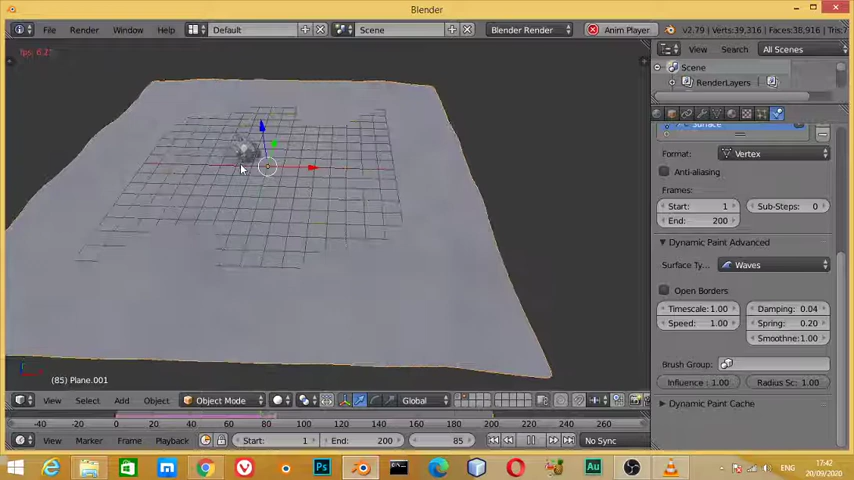 Blender
File Render Window Help Default Scene Blender Render Anim Player v2.79 | Verts:39,316 | Faces:38,916 | Tris:7
View Search All Scenes
Scene
RenderLayers
Surface
Format: Vertex
Anti-aliasing
Frames:
Start: 1 Sub-Steps: 0
End: 200
Dynamic Paint Advanced
Surface Ty... Waves
Open Borders
Timescale:1.00 Damping: 0.04
Speed: 1.00 Spring: 0.20
Smoothne:1.00
Brush Group:
Influence : 1.00 Radius Sc: 1.00
Dynamic Paint Cache
(85) Plane.001
View Select Add Object Object Mode Global
-40 -20 0 20 40 60 80 100 120 140 160 180 200 220 240 260
View Marker Frame Playback Start: 1 End: 200 85 No Sync
Ps Au ENG 17:42
20/09/2020